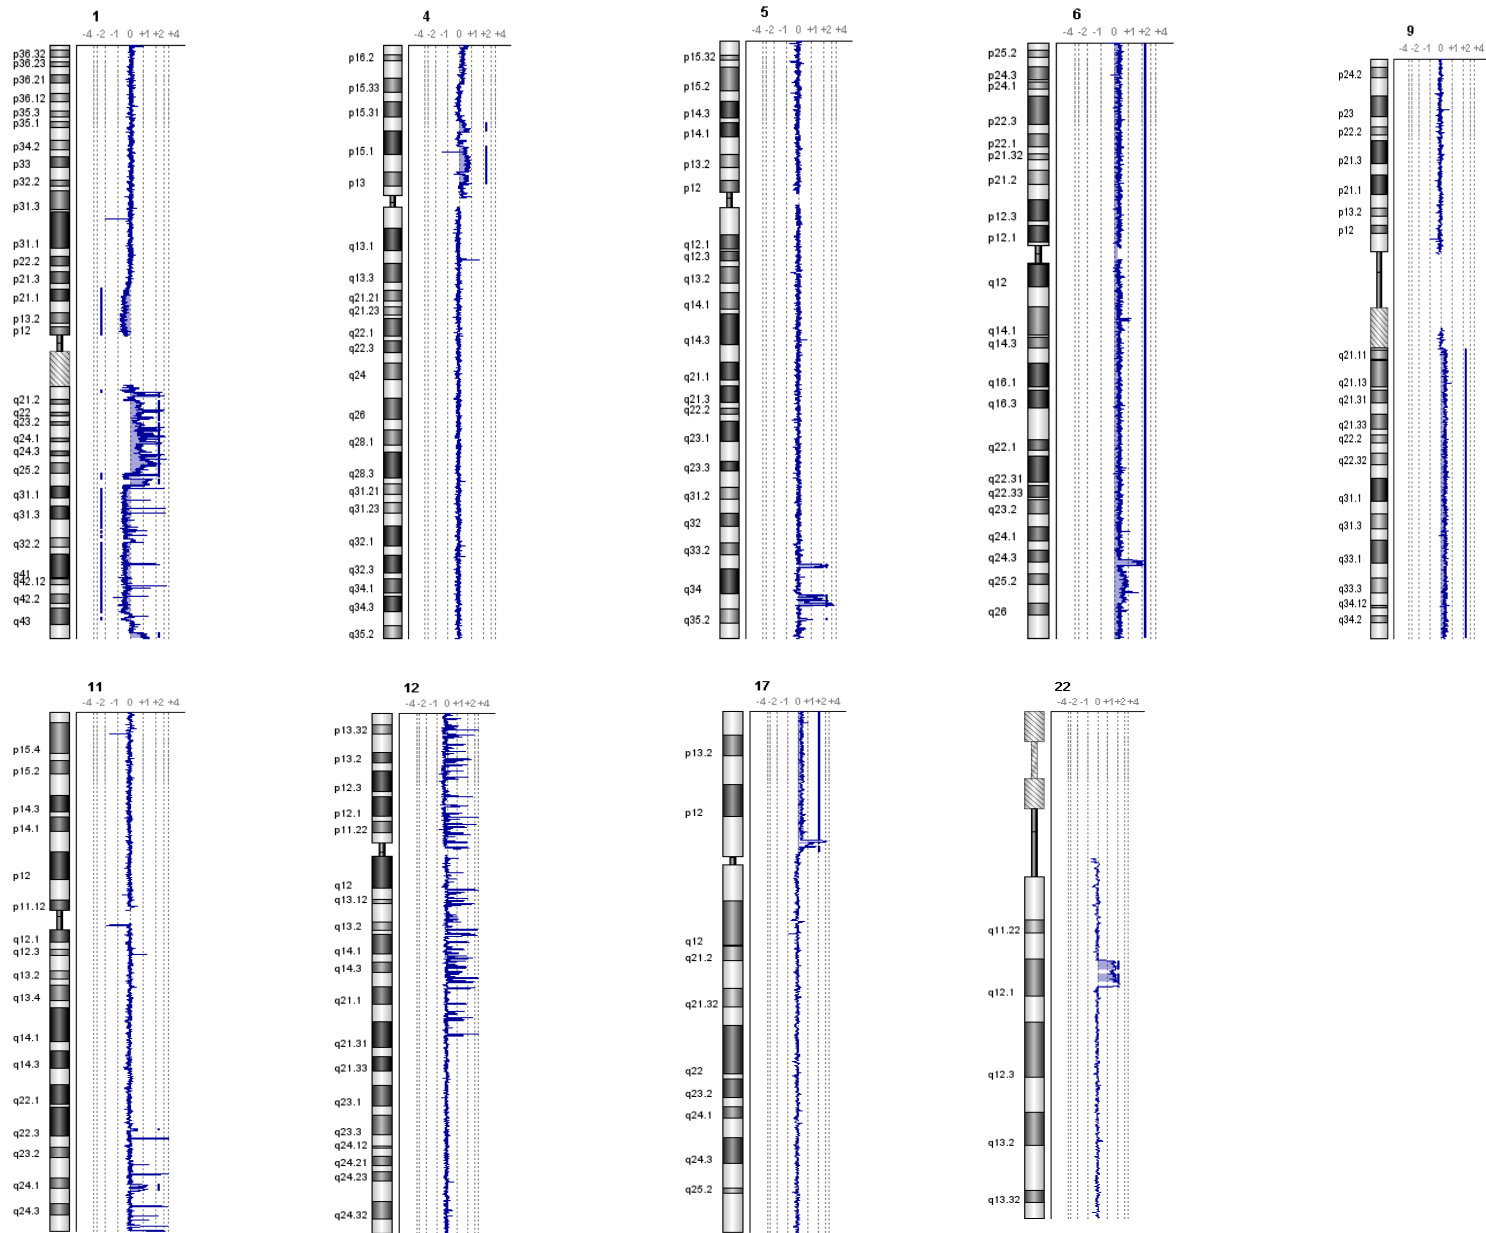 1
-4 -2 -1 0 +1 +2 +4
p36.32
p36.23
p36.21
p36.12
p35.3
p35.1
p34.2
p33
p32.2
p31.3
p31.1
p22.2
p21.3
p21.1
p13.2
p12
q21.2
q22
q23.2
q24.1
q24.3
q25.2
q31.1
q31.3
q32.2
q41
q42.12
q42.2
q43
4
-4 -2 -1 0 +1 +2 +4
p16.2
p15.33
p15.31
p15.1
p13
q13.1
q13.3
q21.21
q21.23
q22.1
q22.3
q24
q26
q28.1
q28.3
q31.21
q31.23
q32.1
q32.3
q34.1
q34.3
q35.2
5
-4 -2 -1 0 +1 +2 +4
p15.32
p15.2
p14.3
p14.1
p13.2
p12
q12.1
q12.3
q13.2
q14.1
q14.3
q21.1
q21.3
q22.2
q23.1
q23.3
q31.2
q32
q33.2
q34
q35.2
6
-4 -2 -1 0 +1 +2 +4
p25.2
p24.3
p24.1
p22.3
p22.1
p21.32
p21.2
p12.3
p12.1
q12
q14.1
q14.3
q16.1
q16.3
q22.1
q22.31
q22.33
q23.2
q24.1
q24.3
q25.2
q26
9
-4 -2 -1 0 +1 +2 +4
p24.2
p23
p22.2
p21.3
p21.1
p13.2
p12
q21.11
q21.13
q21.31
q21.33
q22.2
q22.32
q31.1
q31.3
q33.1
q33.3
q34.12
q34.2
11
-4 -2 -1 0 +1 +2 +4
p15.4
p15.2
p14.3
p14.1
p12
p11.12
q12.1
q12.3
q13.2
q13.4
q14.1
q14.3
q22.1
q22.3
q23.2
q24.1
q24.3
12
-4 -2 -1 0 +1 +2 +4
p13.32
p13.2
p12.3
p12.1
p11.22
q12
q13.12
q13.2
q14.1
q14.3
q21.1
q21.31
q21.33
q23.1
q23.3
q24.12
q24.21
q24.23
q24.32
17
-4 -2 -1 0 +1 +2 +4
p13.2
p12
q12
q21.2
q21.32
q22
q23.2
q24.1
q24.3
q25.2
22
-4 -2 -1 0 +1 +2 +4
q11.22
q12.1
q12.3
q13.2
q13.32